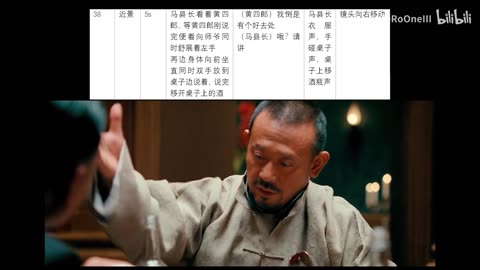 RoOneIII bilibili
38 近景 5s 马县长看着黄四 (黄四郎)我倒是 马县长 镜头向右移动
郎、等黄四郎刚说 有个好去处 衣服
完便看向师爷同 (马县长)哦?请 声、手
时舒展着左手 讲 碰桌子
再边身体向前坐 声、桌
直同时双手放到 子上移
桌子边说着,说完 酒瓶声
移开桌子上的酒